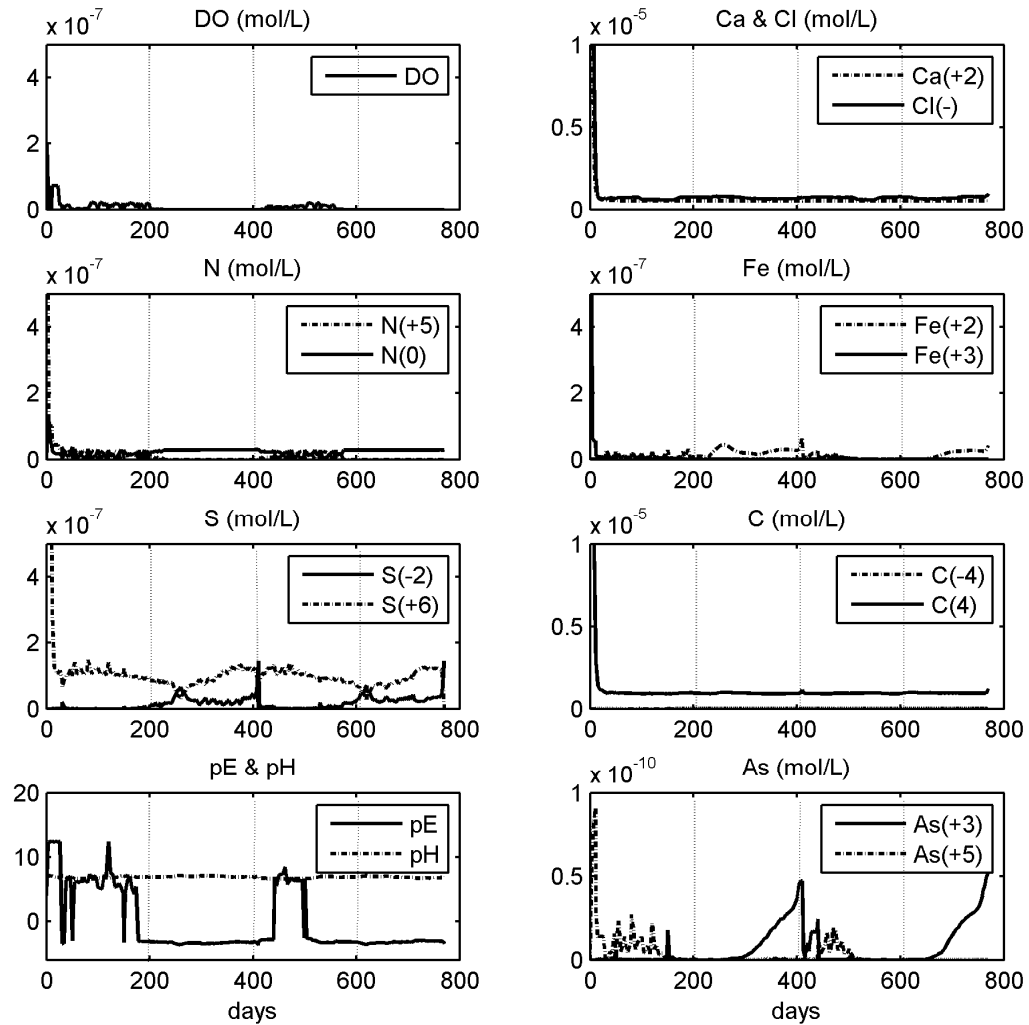 DO (mol/L)
x 10-7
4
2
0
0 200 400 600 800
DO
Ca & Cl (mol/L)
x 10-5
1
0.5
0
0 200 400 600 800
Ca(+2)
Cl(-)
N (mol/L)
x 10-7
4
2
0
0 200 400 600 800
N(+5)
N(0)
Fe (mol/L)
x 10-7
4
2
0
0 200 400 600 800
Fe(+2)
Fe(+3)
S (mol/L)
x 10-7
4
2
0
0 200 400 600 800
S(-2)
S(+6)
C (mol/L)
x 10-5
1
0.5
0
0 200 400 600 800
C(-4)
C(4)
pE & pH
20
10
0
0 200 400 600 800
days
pE
pH
As (mol/L)
x 10-10
1
0.5
0
0 200 400 600 800
days
As(+3)
As(+5)